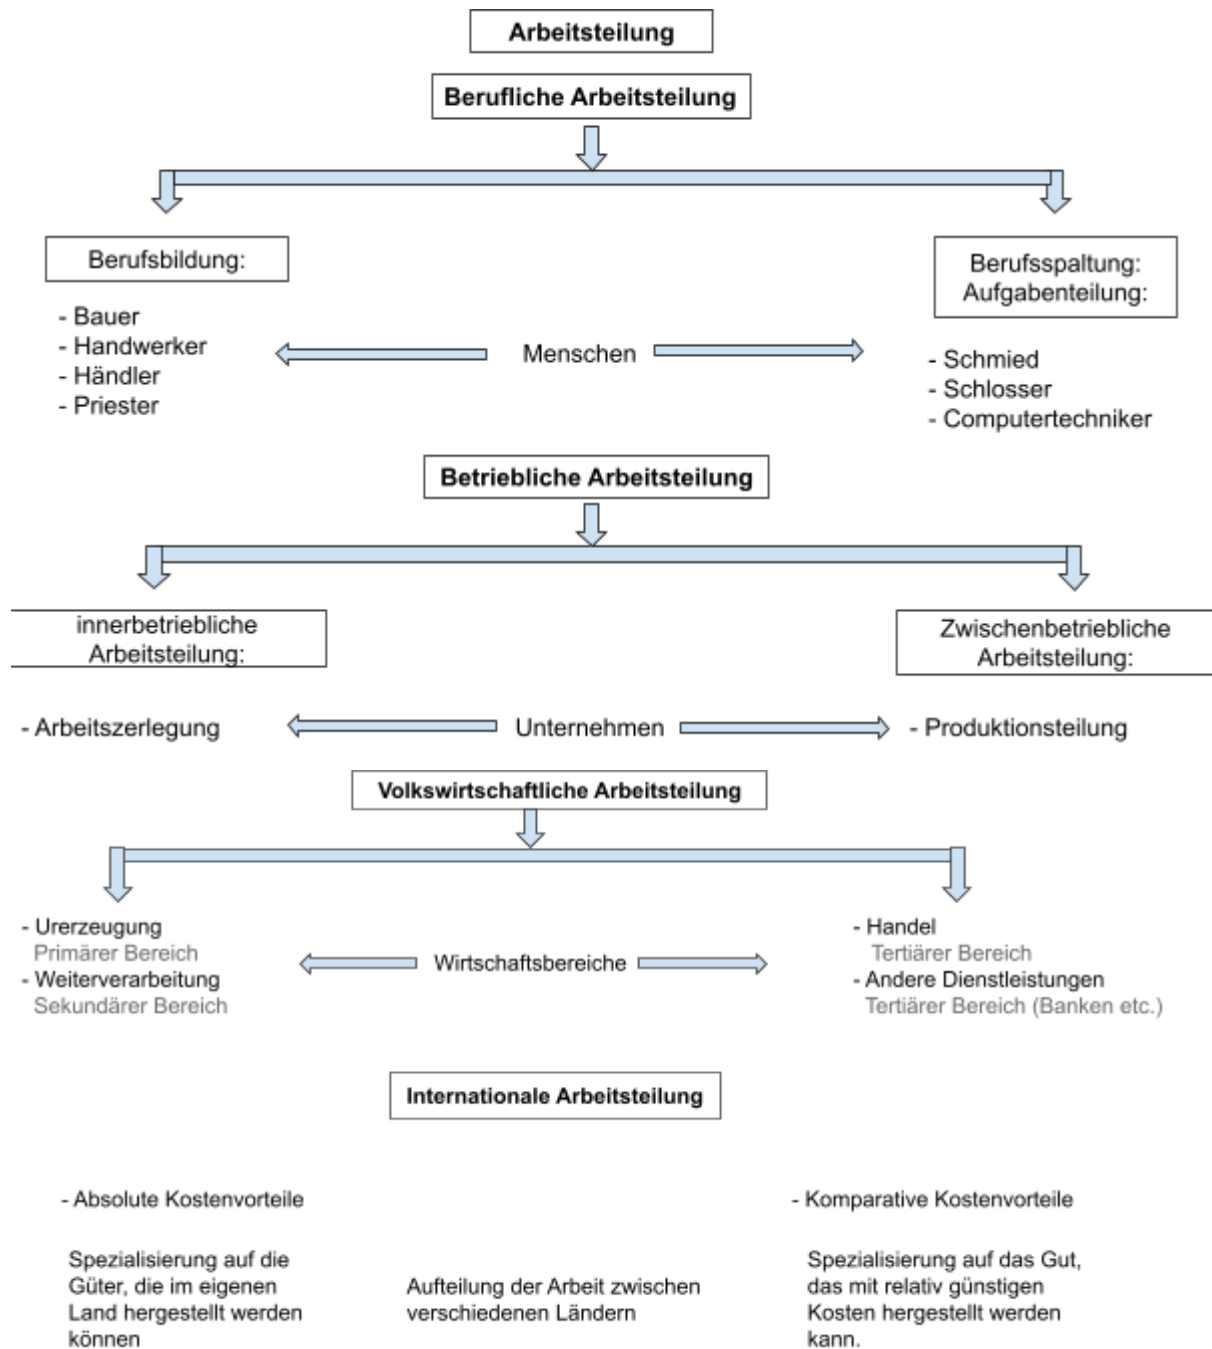 Arbeitsteilung
Berufliche Arbeitsteilung
Berufsbildung:
- Bauer
- Handwerker
- Händler
- Priester
Menschen
Berufsspaltung:
Aufgabenteilung:
- Schmied
- Schlosser
- Computertechniker
Betriebliche Arbeitsteilung
innerbetriebliche
Arbeitsteilung:
- Arbeitszerlegung
Unternehmen
Zwischenbetriebliche
Arbeitsteilung:
- Produktionsteilung
Volkswirtschaftliche Arbeitsteilung
- Urerzeugung
Primärer Bereich
- Weiterverarbeitung
Sekundärer Bereich
Wirtschaftsbereiche
- Handel
Tertiärer Bereich
- Andere Dienstleistungen
Tertiärer Bereich (Banken etc.)
Internationale Arbeitsteilung
- Absolute Kostenvorteile
Spezialisierung auf die
Güter, die im eigenen
Land hergestellt werden
können
Aufteilung der Arbeit zwischen
verschiedenen Ländern
- Komparative Kostenvorteile
Spezialisierung auf das Gut,
das mit relativ günstigen
Kosten hergestellt werden
kann.